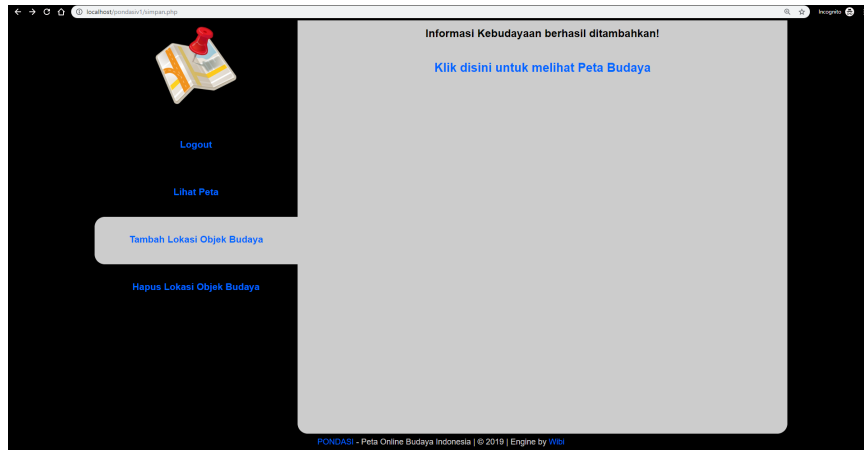 localhost/pondasiv1/simpan.php
Incognito
Informasi Kebudayaan berhasil ditambahkan!
Klik disini untuk melihat Peta Budaya
Logout
Lihat Peta
Tambah Lokasi Objek Budaya
Hapus Lokasi Objek Budaya
PONDASI - Peta Online Budaya Indonesia | © 2019 | Engine by Wibi